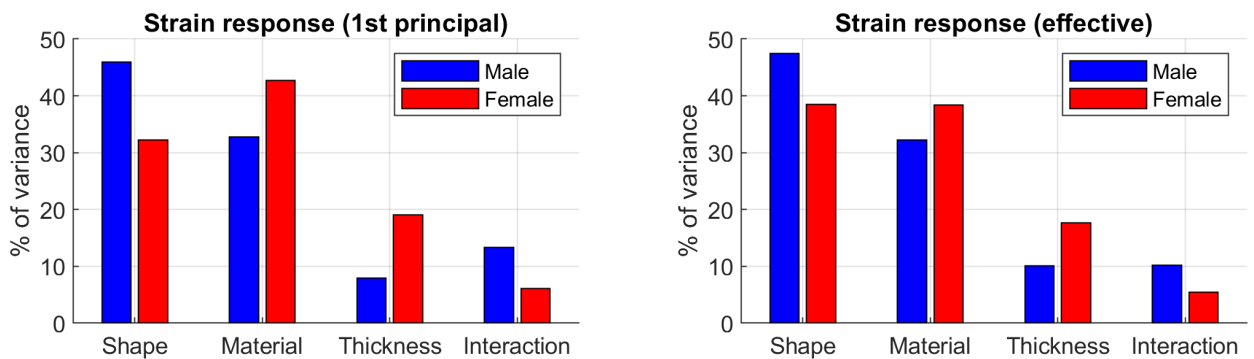 Strain response (1st principal)
% of variance
50
40
30
20
10
0
Male
Female
Shape Material Thickness Interaction
Strain response (effective)
% of variance
50
40
30
20
10
0
Male
Female
Shape Material Thickness Interaction